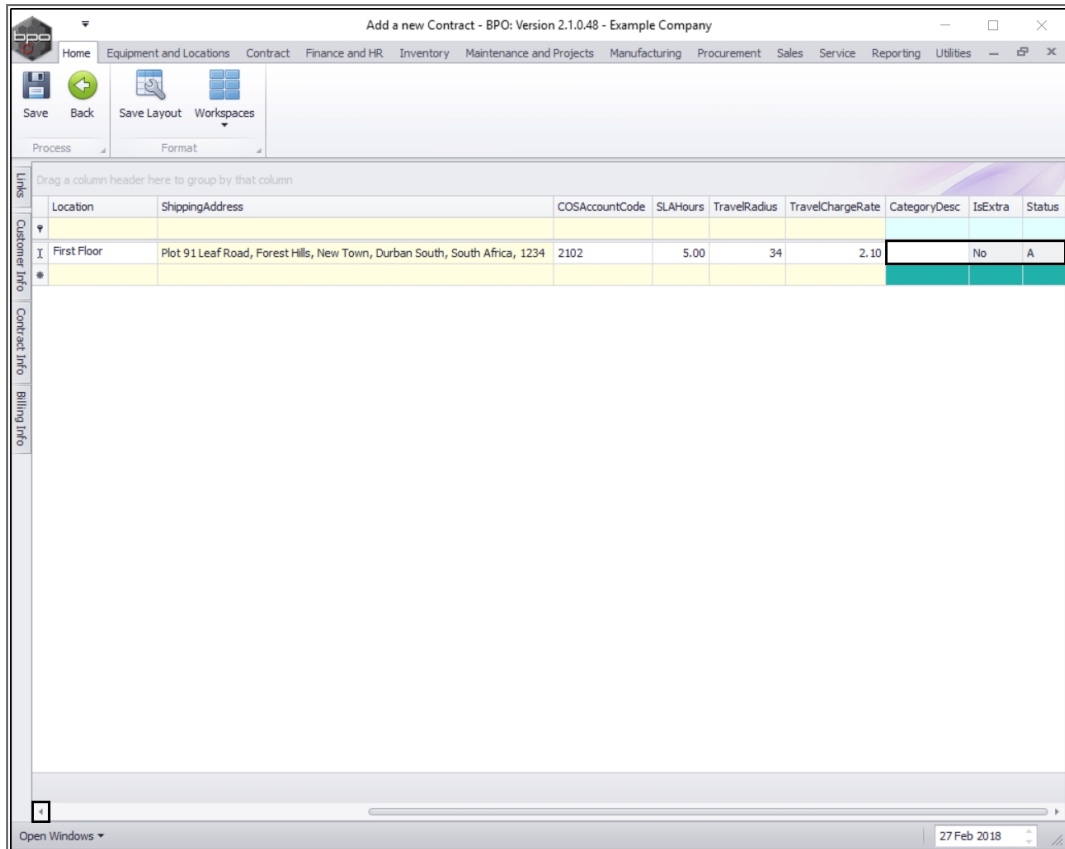 Add a new Contract - BPO: Version 2.1.0.48 - Example Company
bpo
Home Equipment and Locations Contract Finance and HR Inventory Maintenance and Projects Manufacturing Procurement Sales Service Reporting Utilities
Save Back Save Layout Workspaces
Process Format
Links
Customer Info
Contract Info
Billing Info
Drag a column header here to group by that column
Location ShippingAddress COSAccountCode SLAHours TravelRadius TravelChargeRate CategoryDesc IsExtra Status
First Floor Plot 91 Leaf Road, Forest Hills, New Town, Durban South, South Africa, 1234 2102 5.00 34 2.10 No A
Open Windows 27 Feb 2018